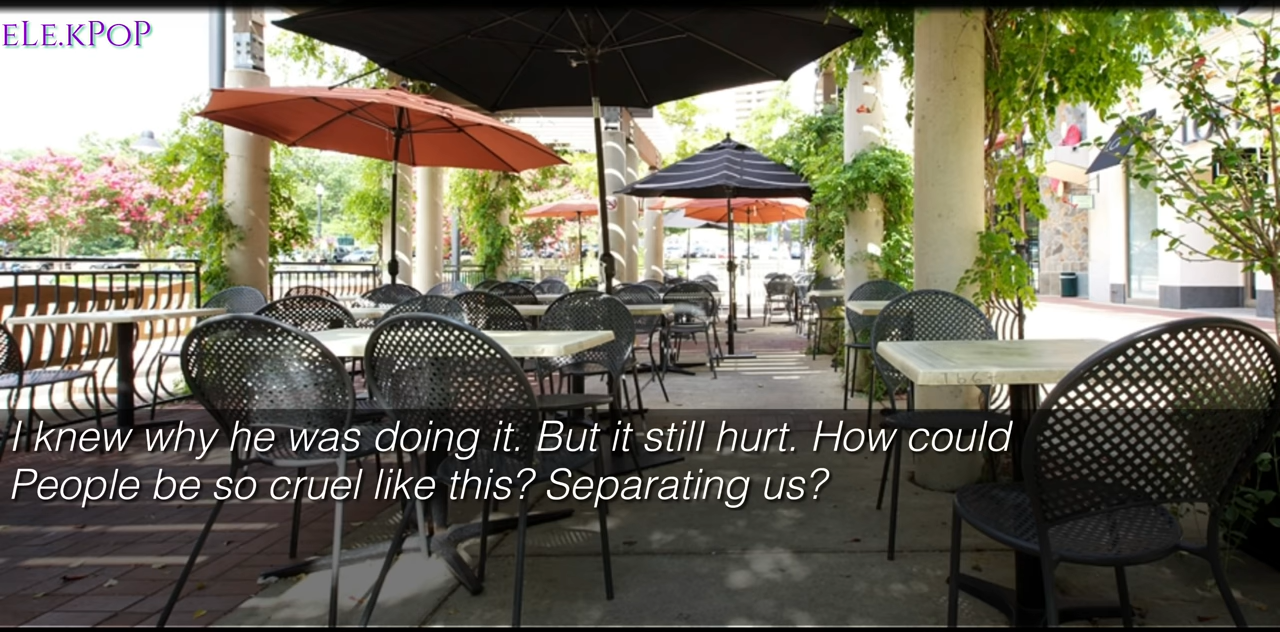 ELE.KPOP
I knew why he was doing it. But it still hurt. How could
People be so cruel like this? Separating us?